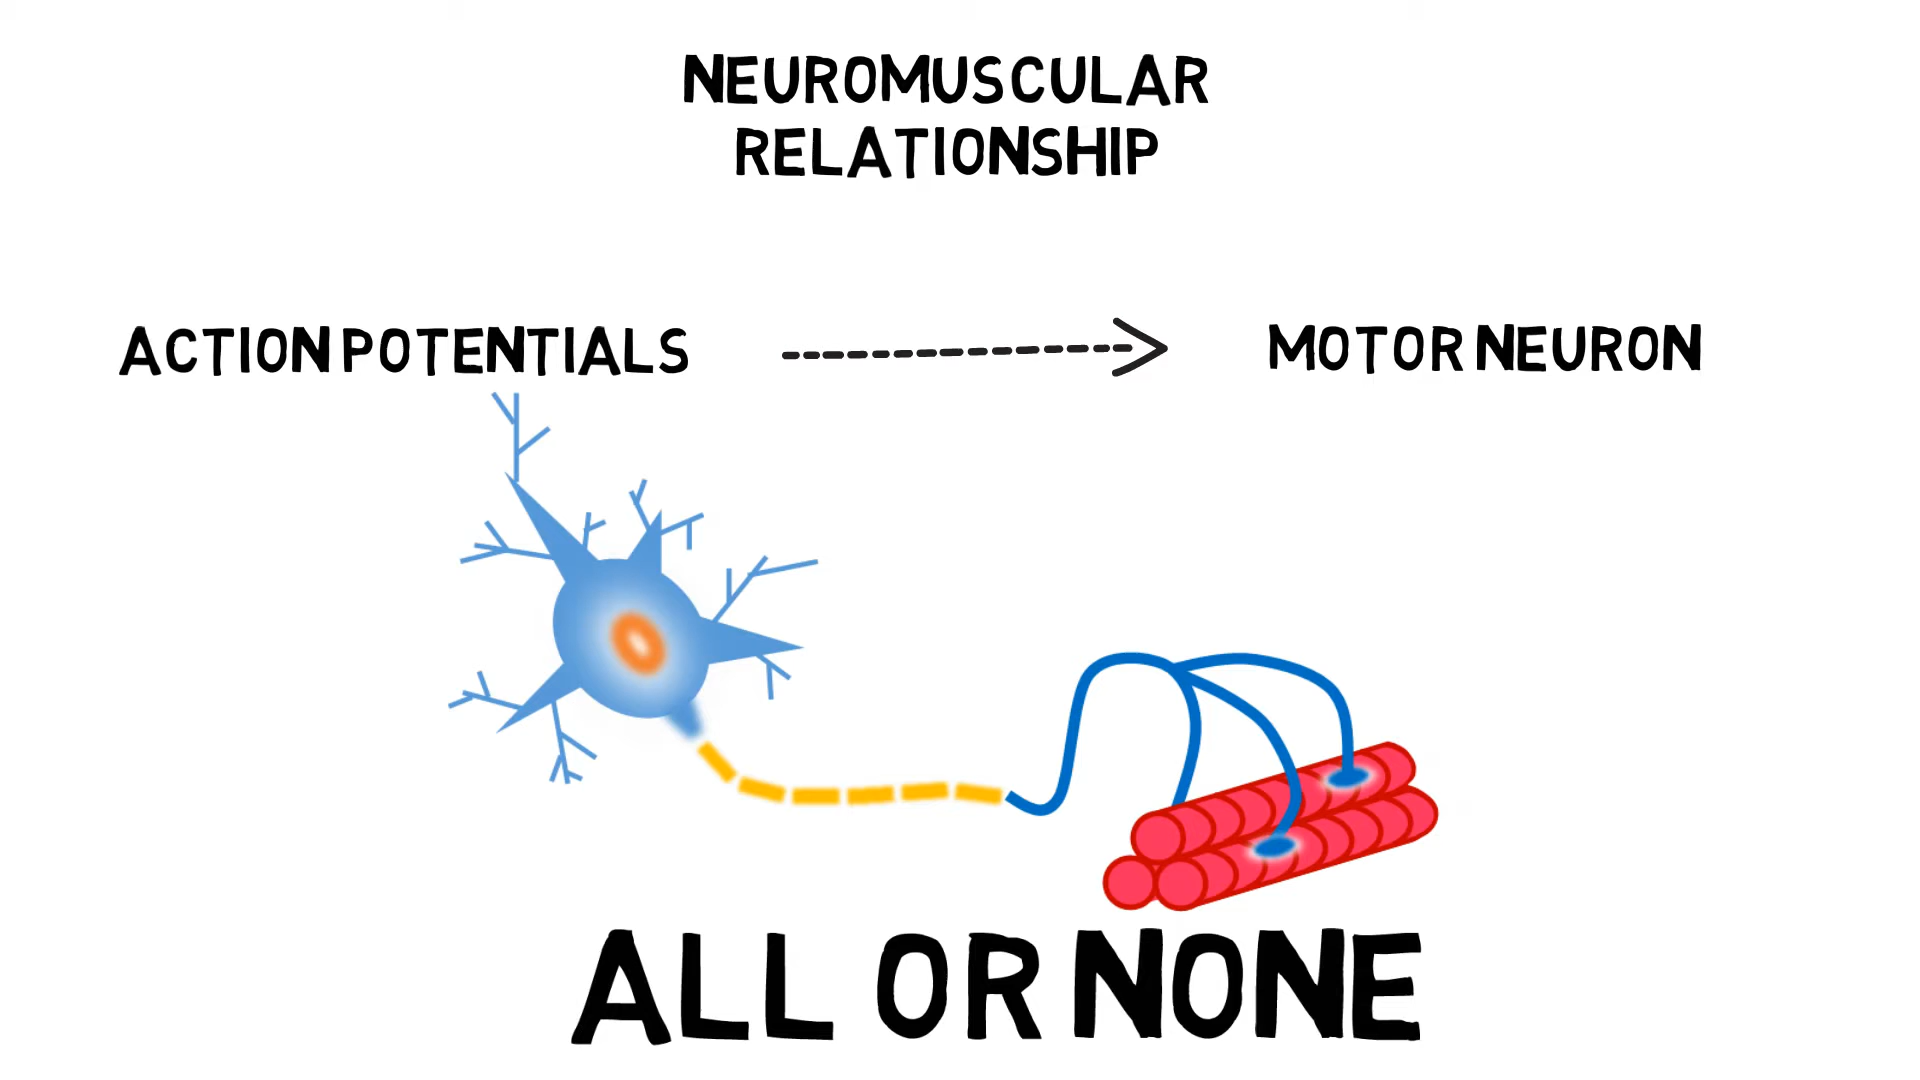 NEUROMUSCULAR
RELATIONSHIP
ACTION POTENTIALS
MOTOR NEURON
ALL OR NONE